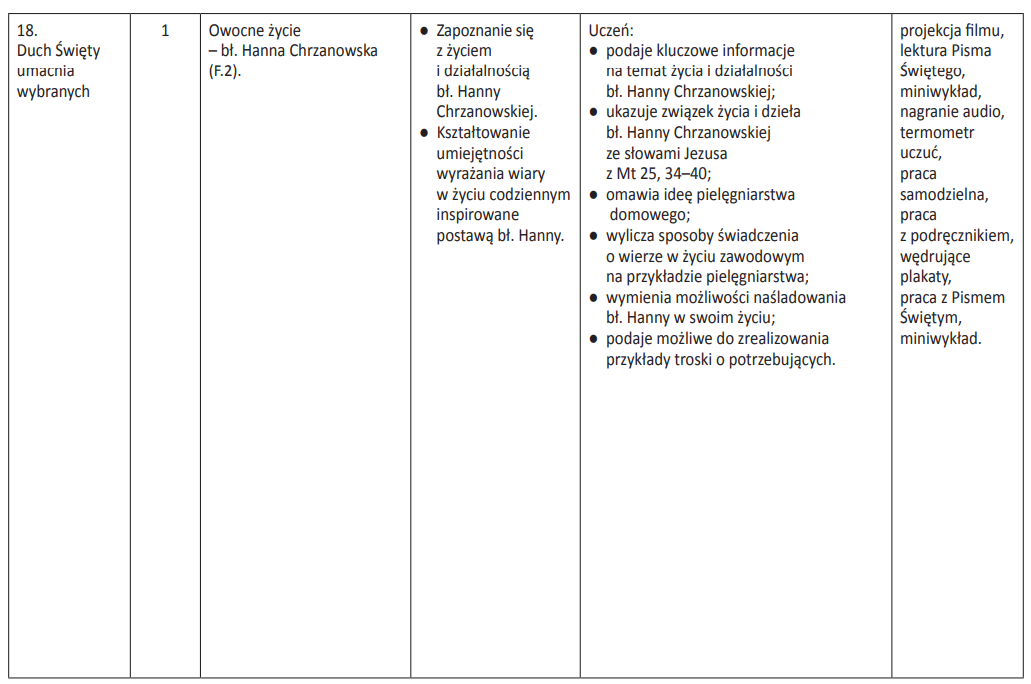 18.
Duch Święty
umacnia
wybranych
1
Owocne życie
– bł. Hanna Chrzanowska
(F.2).
● Zapoznanie się
z życiem
i działalnością
bł. Hanny
Chrzanowskiej.
● Kształtowanie
umiejętności
wyrażania wiary
w życiu codziennym
inspirowane
postawą bł. Hanny.
Uczeń:
● podaje kluczowe informacje
na temat życia i działalności
bł. Hanny Chrzanowskiej;
● ukazuje związek życia i dzieła
bł. Hanny Chrzanowskiej
ze słowami Jezusa
z Mt 25, 34–40;
● omawia ideę pielęgniarstwa
domowego;
● wylicza sposoby świadczenia
o wierze w życiu zawodowym
na przykładzie pielęgniarstwa;
● wymienia możliwości naśladowania
bł. Hanny w swoim życiu;
● podaje możliwe do zrealizowania
przykłady troski o potrzebujących.
projekcja filmu,
lektura Pisma
Świętego,
miniwykład,
nagranie audio,
termometr
uczuć,
praca
samodzielna,
praca
z podręcznikiem,
wędrujące
plakaty,
praca z Pismem
Świętym,
miniwykład.